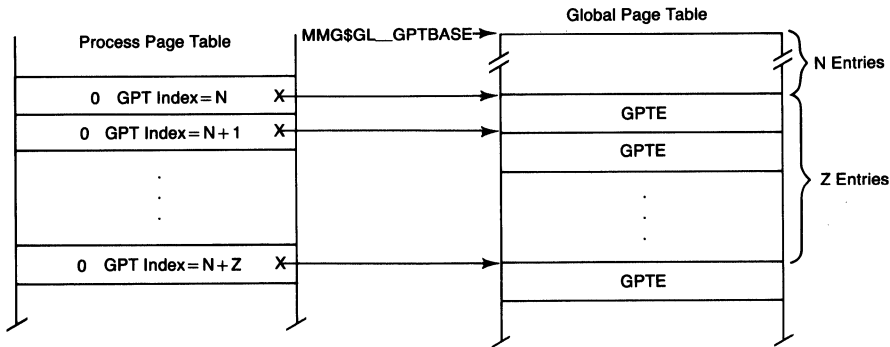 Process Page Table
MMG$GL__GPTBASE
Global Page Table
N Entries
0 GPT Index=N X
GPTE
0 GPT Index=N+1 X
GPTE
Z Entries
0 GPT Index=N+Z X
GPTE